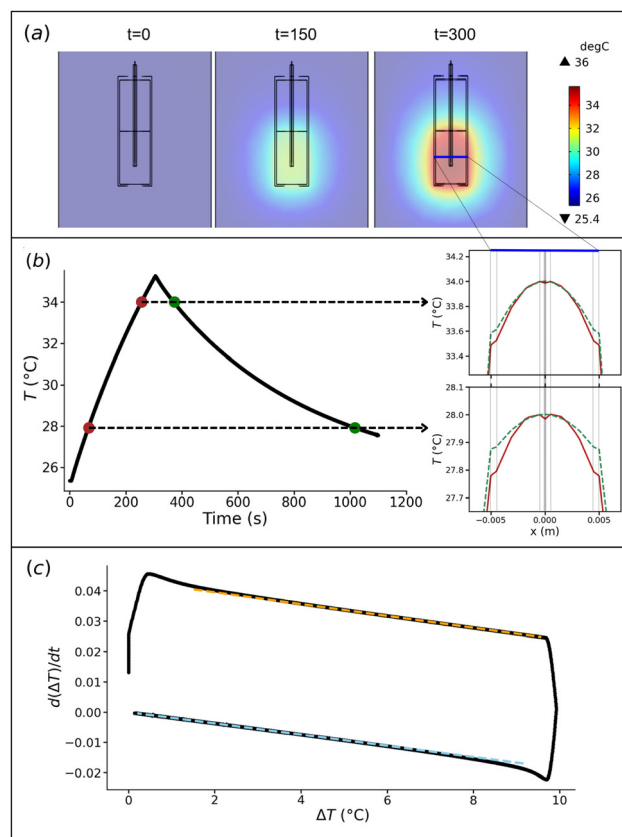 (a) t=0 t=150 t=300 degC
▲ 36
34
32
30
28
26
▼ 25.4
(b)
34
32
30
28
26
T (°C)
0 200 400 600 800 1000 1200
Time (s)
34.2
34.0
33.8
33.6
33.4
T (°C)
28.1
28.0
27.9
27.8
27.7
T (°C)
−0.005 0.000 0.005
x (m)
(c)
0.04
0.03
0.02
0.01
0.00
−0.01
−0.02
d(ΔT)/dt
0 2 4 6 8 10
ΔT (°C)